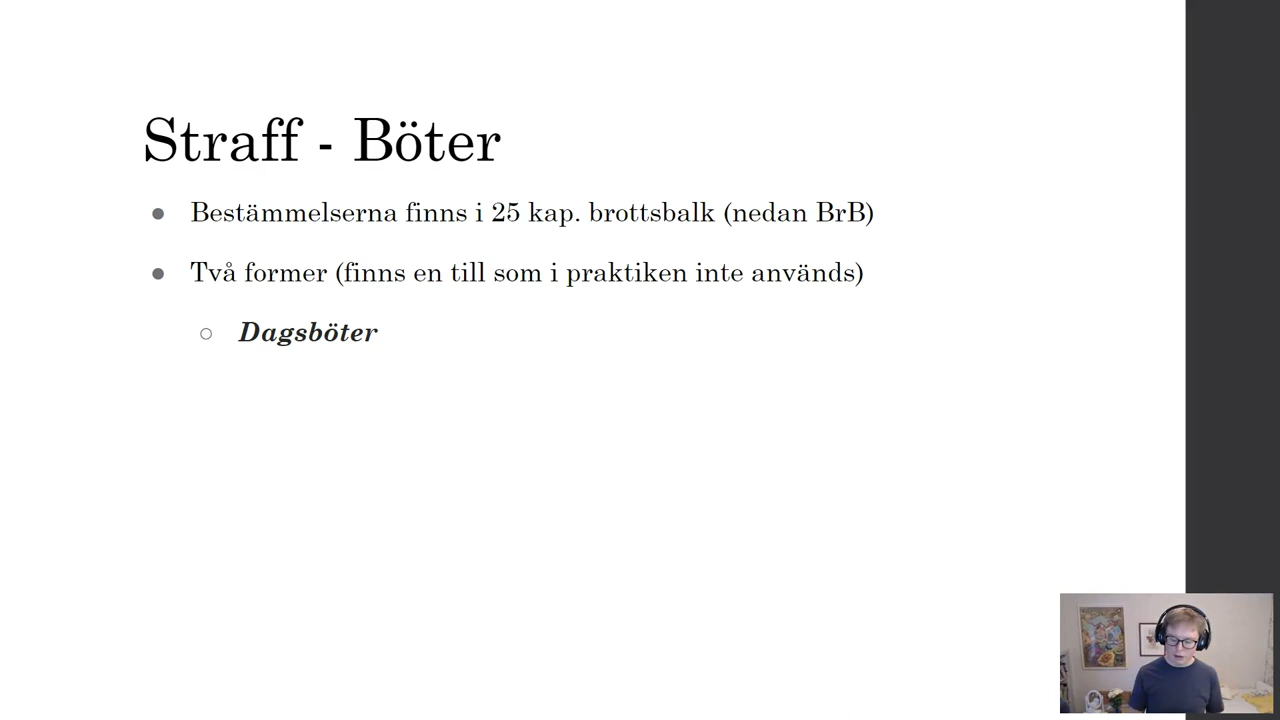 Straff - Böter
● Bestämmelserna finns i 25 kap. brottsbalk (nedan BrB)
● Två former (finns en till som i praktiken inte används)
○ Dagsböter